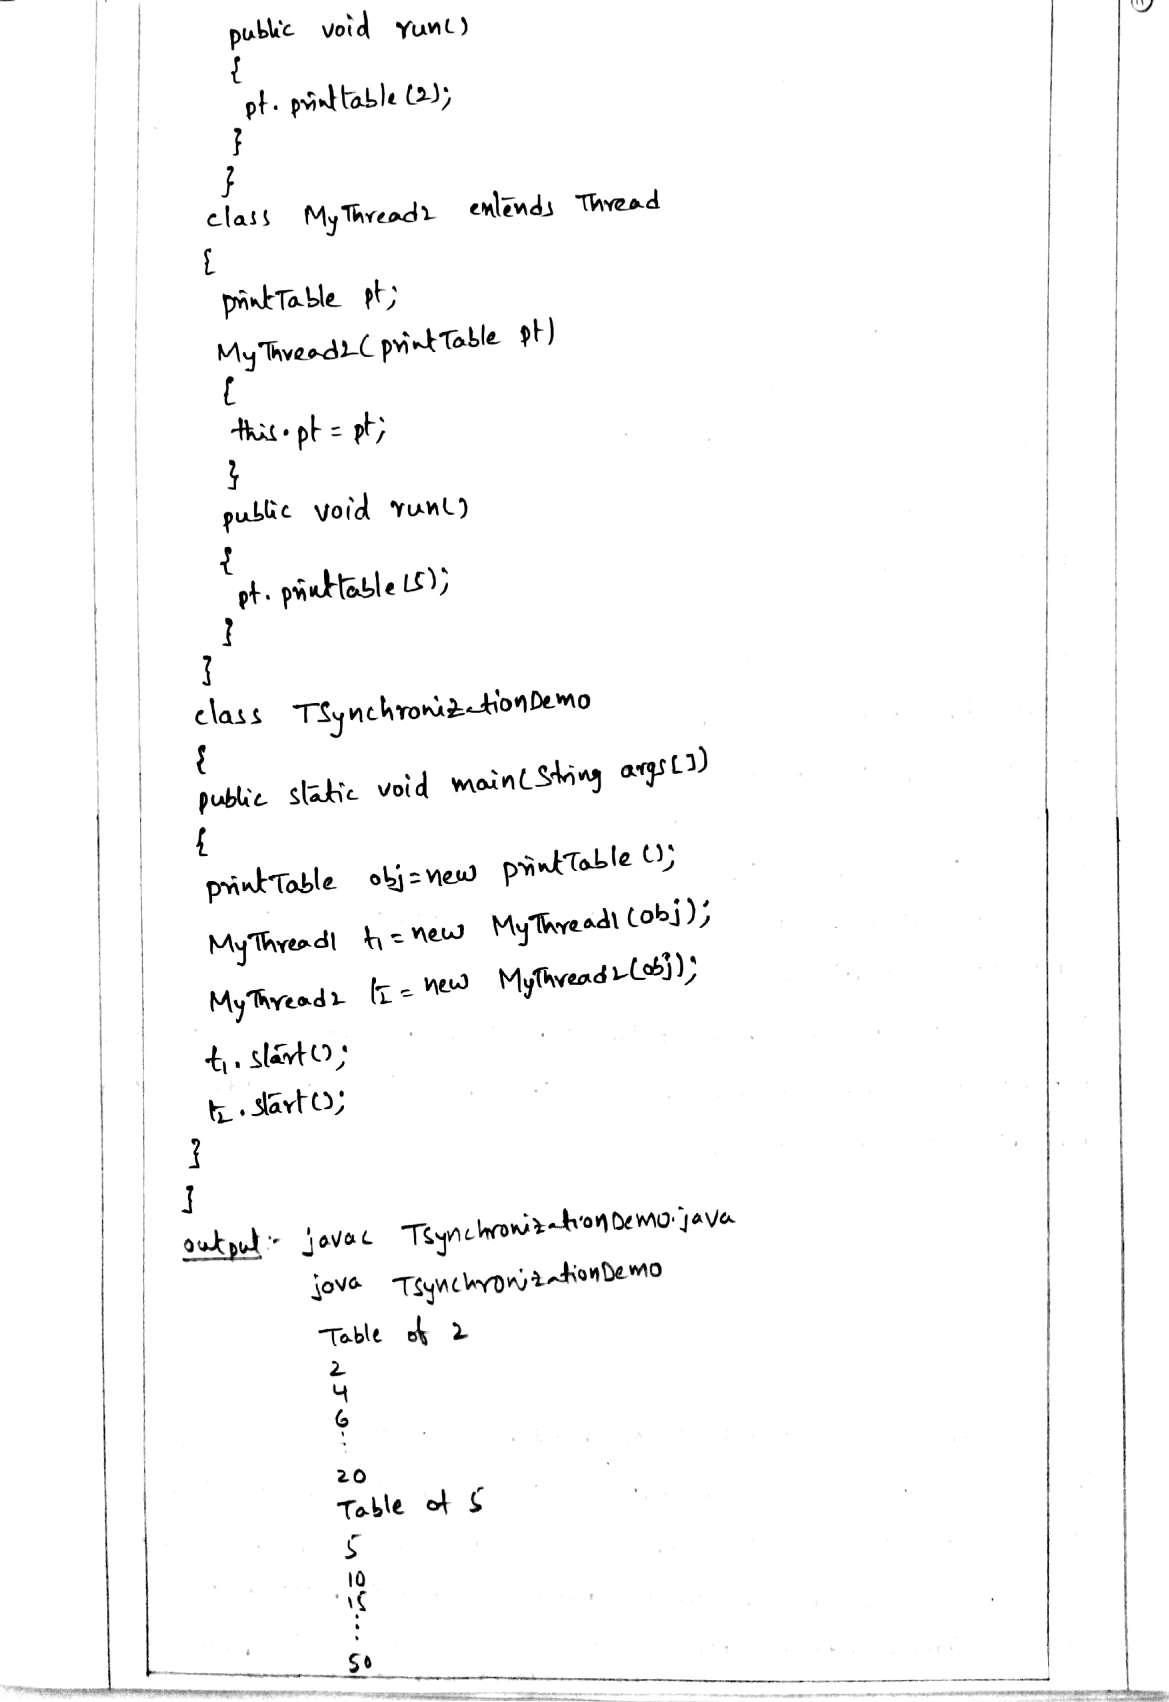 public void run()
{
pt. printtable (2);
}
}
class MyThread2 extends Thread
{
printTable pt;
MyThread2( printTable pt)
{
this.pt = pt;
}
public void run()
{
pt. printtable (5);
}
}
class TSynchronizationDemo
{
public static void main(String args[])
{
printTable obj=new printTable ();
MyThread1 t1 = new MyThread1 (obj);
MyThread2 t2 = new MyThread2(obj);
t1. start();
t2. start();
}
}
output:- javac TSynchronizationDemo.java
java TSynchronizationDemo
Table of 2
2
4
6
⋮
20
Table of 5
5
10
15
⋮
50